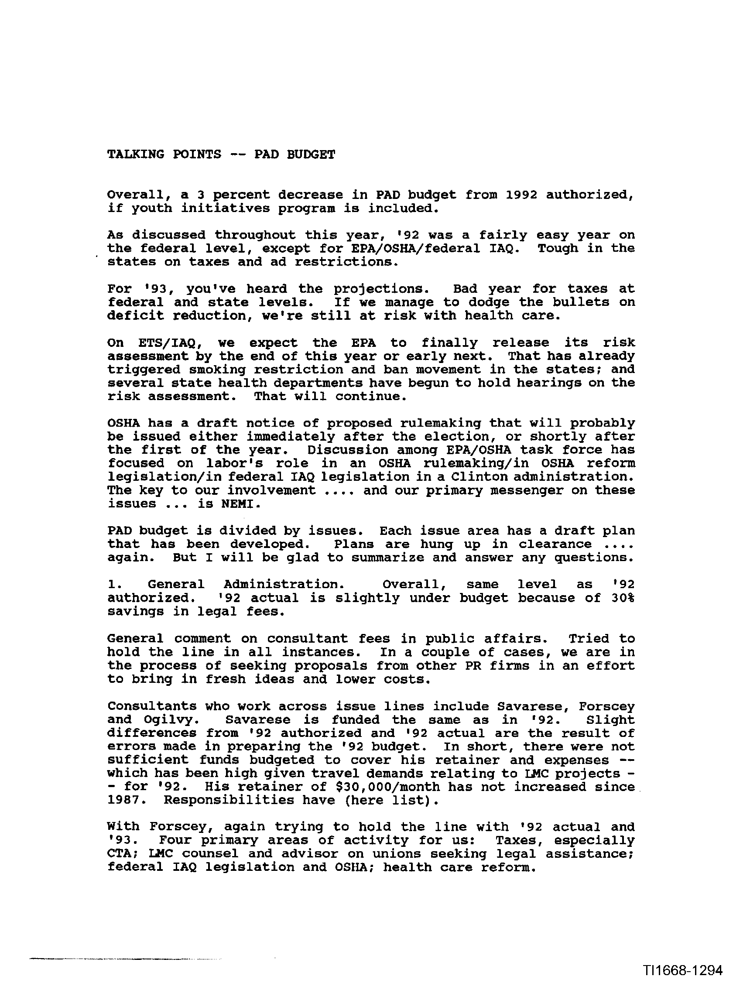 TALKING POINTS -- PAD BUDGET
Overall, a 3 percent decrease in PAD budget from 1992 authorized,
if youth initiatives program is included.
As discussed throughout this year, '92 was a fairly easy year on
the federal level, except for EPA/OSHA/federal IAQ. Tough in the
states on taxes and ad restrictions.
For '93, you've heard the projections. Bad year for taxes at
federal and state levels. If we manage to dodge the bullets on
deficit reduction, we're still at risk with health care.
On ETS/IAQ, we expect the EPA to finally release its risk
assessment by the end of this year or early next. That has already
triggered smoking restriction and ban movement in the states; and
several state health departments have begun to hold hearings on the
risk assessment. That will continue.
OSHA has a draft notice of proposed rulemaking that will probably
be issued either immediately after the election, or shortly after
the first of the year. Discussion among EPA/OSHA task force has
focused on labor's role in an OSHA rulemaking/in OSHA reform
legislation/in federal IAQ legislation in a Clinton administration.
The key to our involvement .... and our primary messenger on these
issues ... is NEMI.
PAD budget is divided by issues. Each issue area has a draft plan
that has been developed. Plans are hung up in clearance ....
again. But I will be glad to summarize and answer any questions.
1. General Administration. Overall, same level as '92
authorized. '92 actual is slightly under budget because of 30%
savings in legal fees.
General comment on consultant fees in public affairs. Tried to
hold the line in all instances. In a couple of cases, we are in
the process of seeking proposals from other PR firms in an effort
to bring in fresh ideas and lower costs.
Consultants who work across issue lines include Savarese, Forscey
and Ogilvy. Savarese is funded the same as in '92. Slight
differences from '92 authorized and '92 actual are the result of
errors made in preparing the '92 budget. In short, there were not
sufficient funds budgeted to cover his retainer and expenses --
which has been high given travel demands relating to LMC projects -
- for '92. His retainer of $30,000/month has not increased since
1987. Responsibilities have (here list).
With Forscey, again trying to hold the line with '92 actual and
'93. Four primary areas of activity for us: Taxes, especially
CTA; LMC counsel and advisor on unions seeking legal assistance;
federal IAQ legislation and OSHA; health care reform.
TI1668-1294